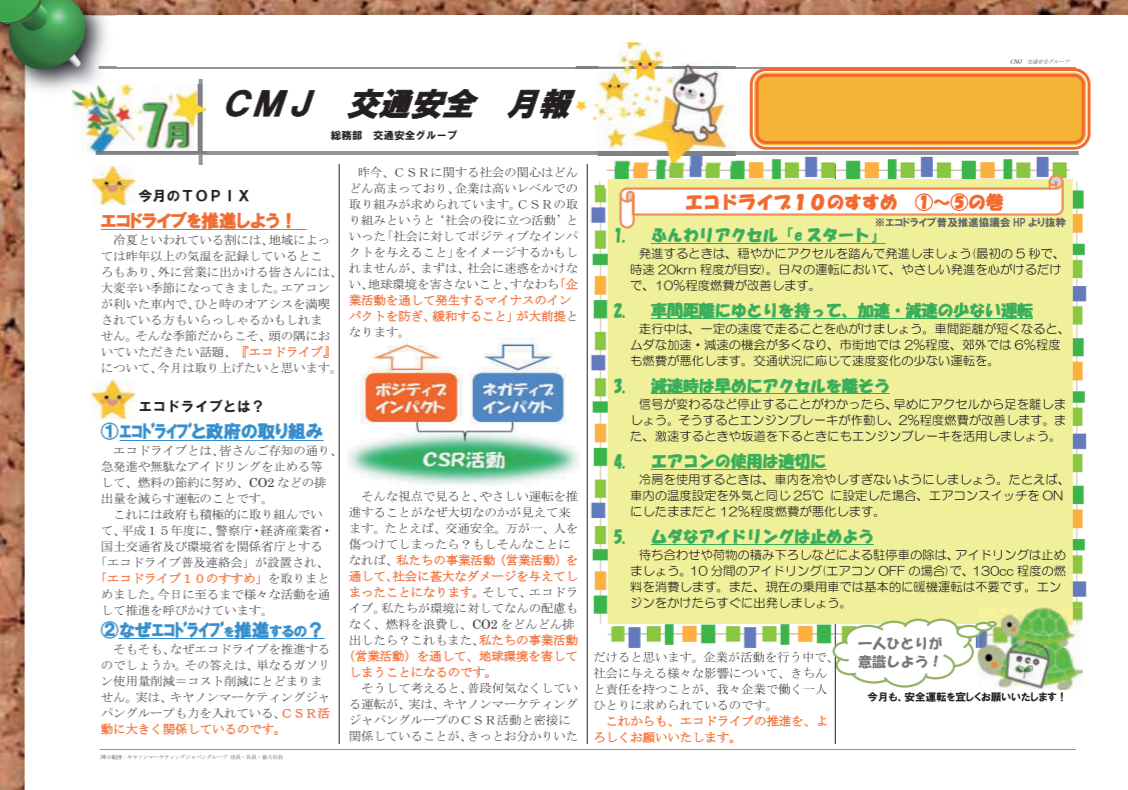 CMJ 交通安全グループ
7月
ＣＭＪ　交通安全　月報
総務部　交通安全グループ
今月のＴＯＰＩＸ
エコドライブを推進しよう！
冷夏といわれている割には、地域によっ
ては昨年以上の気温を記録しているとこ
ろもあり、外に営業に出かける皆さんには、
大変辛い季節になってきました。エアコン
が利いた車内で、ひと時のオアシスを満喫
されている方もいらっしゃるかもしれま
せん。そんな季節だからこそ、頭の隅にお
いていただきたい話題、『エコドライブ』
について、今月は取り上げたいと思います。
エコドライブとは？
①エコドライブと政府の取り組み
エコドライブとは、皆さんご存知の通り、
急発進や無駄なアイドリングを止める等
して、燃料の節約に努め、CO2 などの排
出量を減らす運転のことです。
これには政府も積極的に取り組んでい
て、平成１５年度に、警察庁・経済産業省・
国土交通省及び環境省を関係省庁とする
「エコドライブ普及連絡会」が設置され、
「エコドライブ１０のすすめ」を取りまと
めました。今日に至るまで様々な活動を通
して推進を呼びかけています。
②なぜエコドライブを推進するの？
そもそも、なぜエコドライブを推進する
のでしょうか。その答えは、単なるガソリ
ン使用量削減＝コスト削減にとどまりま
せん。実は、キヤノンマーケティングジャ
パングループも力を入れている、ＣＳＲ活
動に大きく関係しているのです。
昨今、ＣＳＲに関する社会の関心はどん
どん高まっており、企業は高いレベルでの
取り組みが求められています。ＣＳＲの取
り組みというと‘社会の役に立つ活動’と
いった「社会に対してポジティブなインパ
クトを与えること」をイメージするかもし
れませんが、まずは、社会に迷惑をかけな
い、地球環境を害さないこと、すなわち「企
業活動を通して発生するマイナスのイン
パクトを防ぎ、緩和すること」が大前提と
なります。
ポジティブ
インパクト
ネガティブ
インパクト
CSR活動
そんな視点で見ると、やさしい運転を推
進することがなぜ大切なのかが見えて来
ます。たとえば、交通安全。万が一、人を
傷つけてしまったら？もしそんなことに
なれば、私たちの事業活動（営業活動）を
通して、社会に甚大なダメージを与えてし
まったことになります。そして、エコドラ
イブ。私たちが環境に対してなんの配慮も
なく、燃料を浪費し、CO2 をどんどん排
出したら？これもまた、私たちの事業活動
（営業活動）を通して、地球環境を害して
しまうことになるのです。
そうして考えると、普段何気なくしてい
る運転が、実は、キヤノンマーケティング
ジャパングループのＣＳＲ活動と密接に
関係していることが、きっとお分かりいた
エコドライブ１０のすすめ　①～⑤の巻
※エコドライブ普及推進協議会 HP より抜粋
1.　ふんわりアクセル「e スタート」
発進するときは、穏やかにアクセルを踏んで発進しましょう(最初の 5 秒で、
時速 20km 程度が目安)。日々の運転において、やさしい発進を心がけるだけ
で、10%程度燃費が改善します。
2.　車間距離にゆとりを持って、加速・減速の少ない運転
走行中は、一定の速度で走ることを心がけましょう。車間距離が短くなると、
ムダな加速・減速の機会が多くなり、市街地では 2%程度、郊外では 6%程度
も燃費が悪化します。交通状況に応じて速度変化の少ない運転を。
3.　減速時は早めにアクセルを離そう
信号が変わるなど停止することがわかったら、早めにアクセルから足を離しま
しょう。そうするとエンジンブレーキが作動し、2%程度燃費が改善します。ま
た、激速するときや坂道を下るときにもエンジンブレーキを活用しましょう。
4.　エアコンの使用は適切に
冷房を使用するときは、車内を冷やしすぎないようにしましょう。たとえば、
車内の温度設定を外気と同じ 25℃ に設定した場合、エアコンスイッチを ON
にしたままだと 12%程度燃費が悪化します。
5.　ムダなアイドリングは止めよう
待ち合わせや荷物の積み下ろしなどによる駐停車の除は、アイドリングは止め
ましょう。10 分間のアイドリング(エアコン OFF の場合)で、130cc 程度の燃
料を消費します。また、現在の乗用車では基本的に暖機運転は不要です。エン
ジンをかけたらすぐに出発しましょう。
だけると思います。企業が活動を行う中で、
社会に与える様々な影響について、きちん
と責任を持つことが、我々企業で働く一人
ひとりに求められているのです。
これからも、エコドライブの推進を、よ
ろしくお願いいたします。
一人ひとりが
意識しよう！
eco
今月も、安全運転を宜しくお願いいたします！
開示範囲：キヤノンマーケティングジャパングループ 役員・社員・協力社員